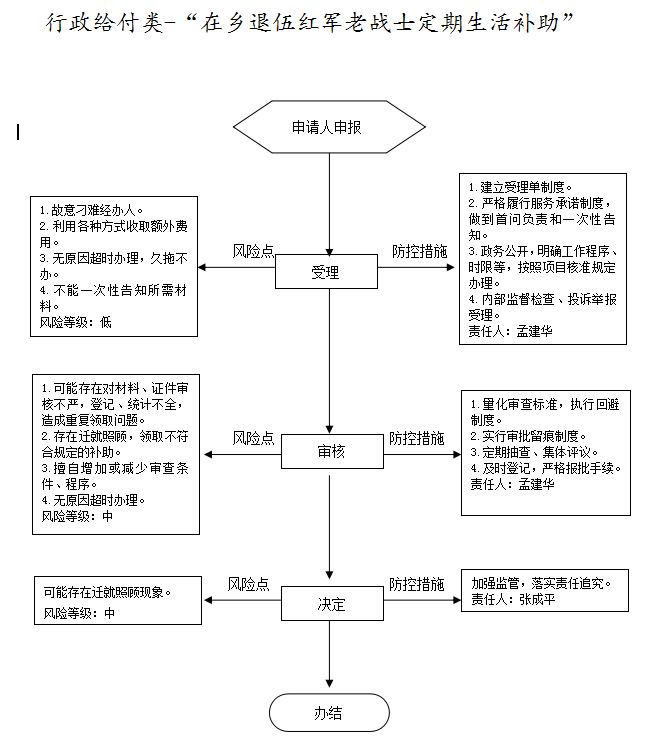 行政给付类-“在乡退伍红军老战士定期生活补助”
申请人申报
1.故意刁难经办人。
2.利用各种方式收取额外费
用。
3.无原因超时办理，久拖不
办。
4.不能一次性告知所需材
料。
风险等级：低
风险点
受理
防控措施
1.建立受理单制度。
2.严格履行服务承诺制度，
做到首问负责和一次性告
知。
3.政务公开，明确工作程序、
时限等，按照项目核准规定
办理。
4.内部监督检查、投诉举报
受理。
责任人：孟建华
1.可能存在对材料、证件审
核不严，登记、统计不全，
造成重复领取问题。
2.存在迁就照顾，领取不符
合规定的补助。
3.擅自增加或减少审查条
件、程序。
4.无原因超时办理。
风险等级：中
风险点
审核
防控措施
1.量化审查标准，执行回避
制度。
2.实行审批留痕制度。
3.定期抽查、集体评议。
4.及时登记，严格报批手续。
责任人：孟建华
可能存在迁就照顾现象。
风险等级：中
风险点
决定
防控措施
加强监管，落实责任追究。
责任人：张成平
办结